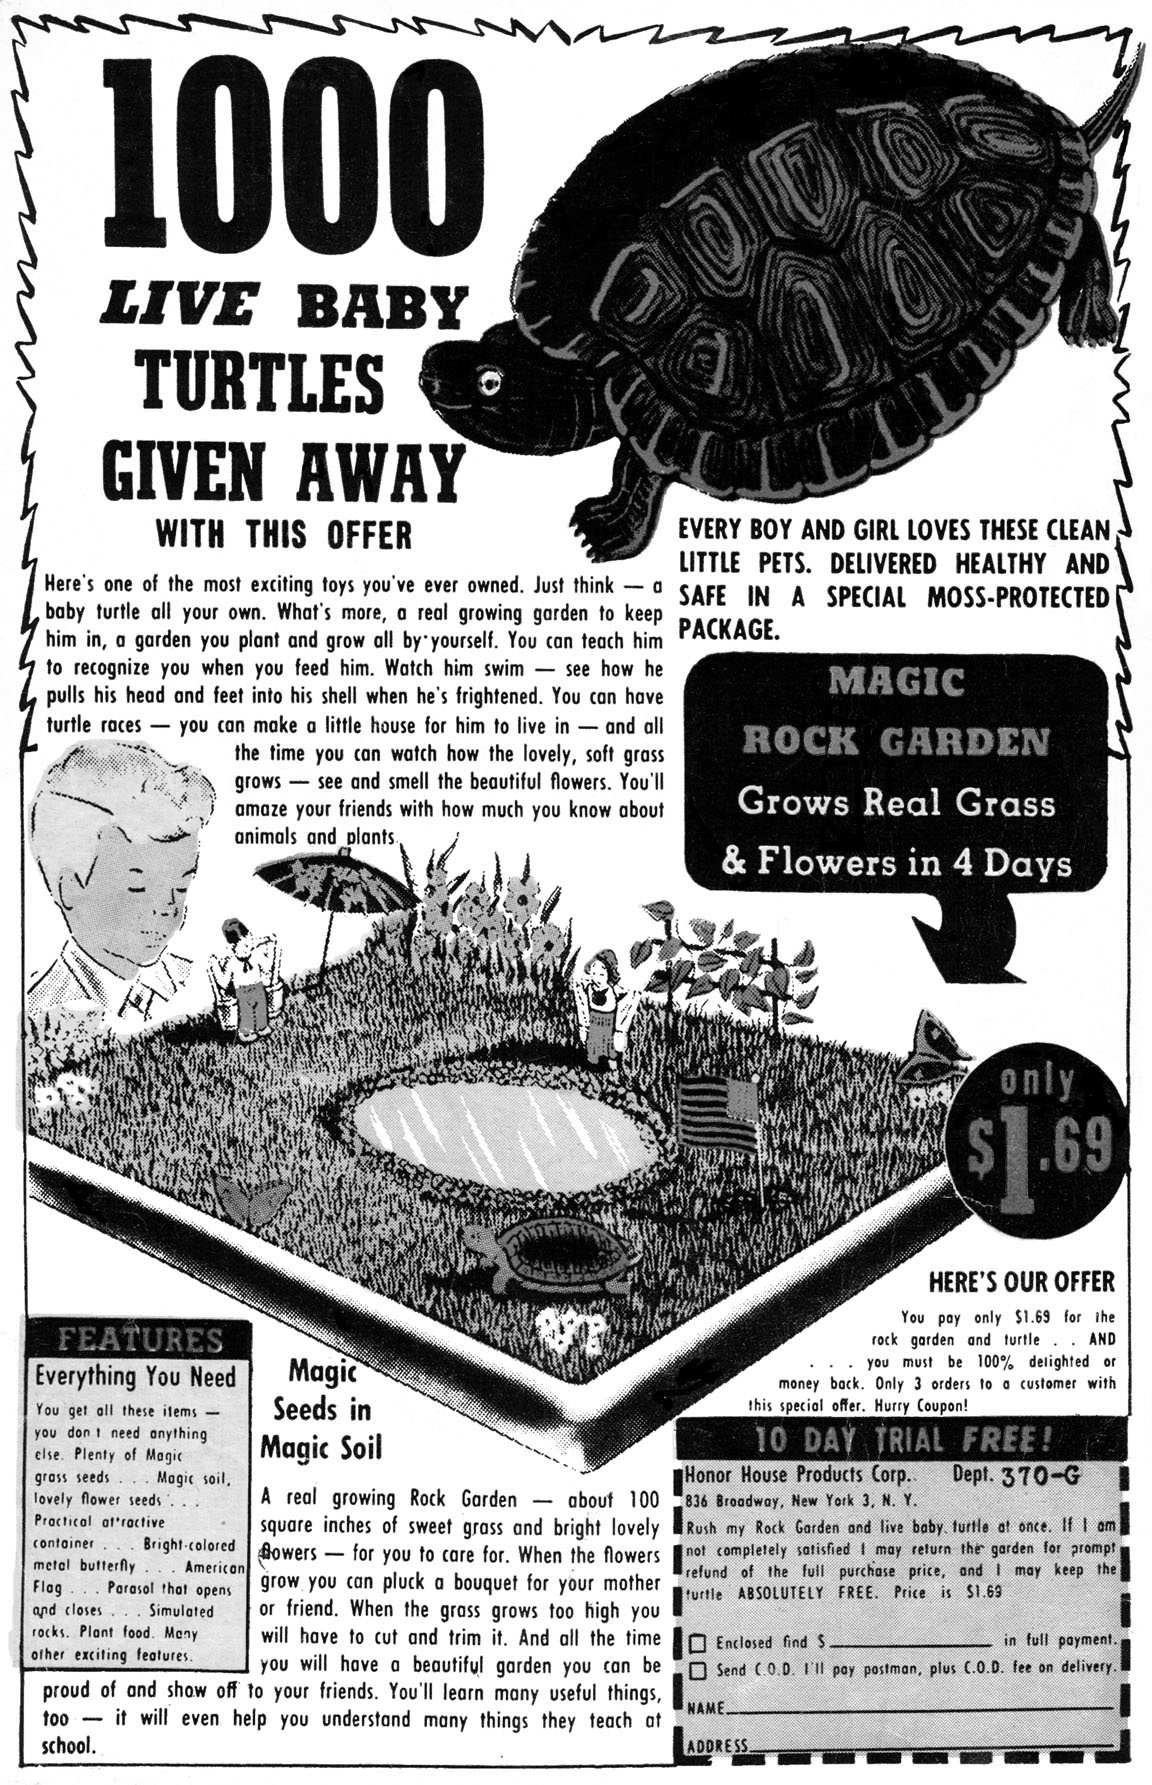 1000
LIVE BABY
TURTLES
GIVEN AWAY
WITH THIS OFFER
Here's one of the most exciting toys you've ever owned. Just think — a
baby turtle all your own. What's more, a real growing garden to keep
him in, a garden you plant and grow all by yourself. You can teach him
to recognize you when you feed him. Watch him swim — see how he
pulls his head and feet into his shell when he's frightened. You can have
turtle races — you can make a little house for him to live in — and all
the time you can watch how the lovely, soft grass
grows — see and smell the beautiful flowers. You'll
amaze your friends with how much you know about
animals and plants.
EVERY BOY AND GIRL LOVES THESE CLEAN
LITTLE PETS. DELIVERED HEALTHY AND
SAFE IN A SPECIAL MOSS-PROTECTED
PACKAGE.
MAGIC
ROCK GARDEN
Grows Real Grass
& Flowers in 4 Days
only
$1.69
HERE'S OUR OFFER
You pay only $1.69 for the
rock garden and turtle . . AND
. . . you must be 100% delighted or
money back. Only 3 orders to a customer with
this special offer. Hurry Coupon!
FEATURES
Everything You Need
You get all these items —
you don't need anything
else. Plenty of Magic
grass seeds . . . Magic soil,
lovely flower seeds . . .
Practical attractive
container . . . Bright-colored
metal butterfly . . . American
Flag . . . Parasol that opens
and closes . . . Simulated
rocks. Plant food. Many
other exciting features.
Magic
Seeds in
Magic Soil
A real growing Rock Garden — about 100
square inches of sweet grass and bright lovely
flowers — for you to care for. When the flowers
grow you can pluck a bouquet for your mother
or friend. When the grass grows too high you
will have to cut and trim it. And all the time
you will have a beautiful garden you can be
proud of and show off to your friends. You'll learn many useful things,
too — it will even help you understand many things they teach at
school.
10 DAY TRIAL FREE!
Honor House Products Corp. Dept. 370-G
836 Broadway, New York 3, N. Y.
Rush my Rock Garden and live baby turtle at once. If I am
not completely satisfied I may return the garden for prompt
refund of the full purchase price, and I may keep the
turtle ABSOLUTELY FREE. Price is $1.69
Enclosed find $ in full payment.
Send C.O.D. I'll pay postman, plus C.O.D. fee on delivery.
NAME
ADDRESS